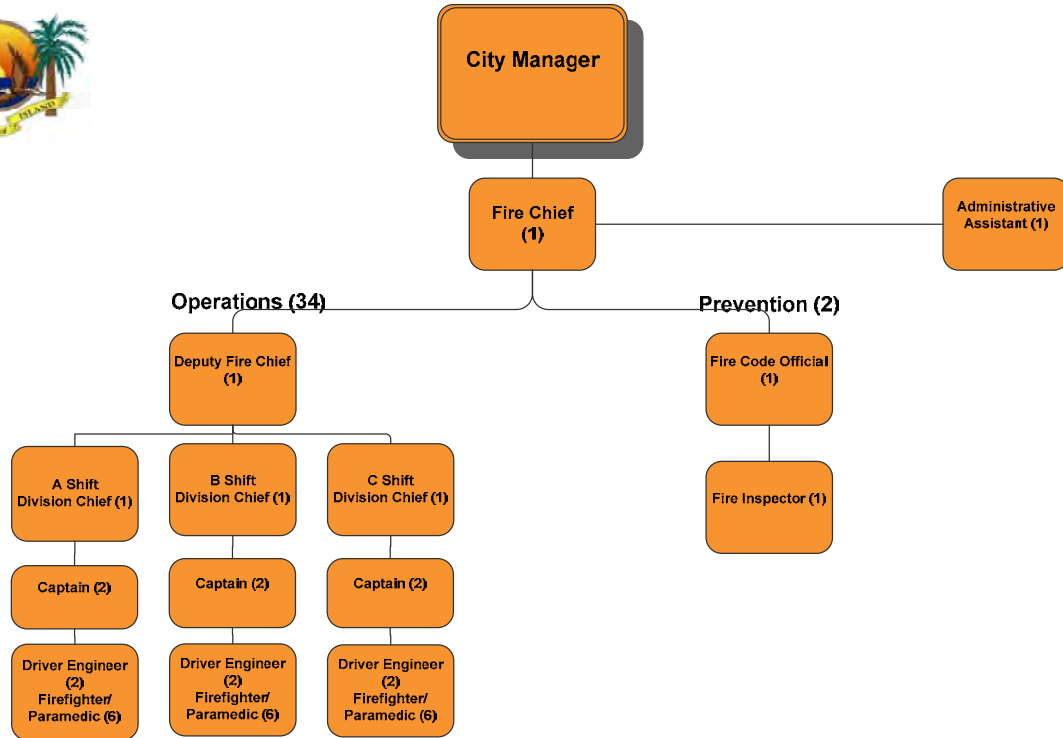 ISLAND
City Manager
Fire Chief
(1)
Administrative
Assistant (1)
Operations (34)
Prevention (2)
Deputy Fire Chief
(1)
Fire Code Official
(1)
A Shift
Division Chief (1)
B Shift
Division Chief (1)
C Shift
Division Chief (1)
Fire Inspector (1)
Captain (2)
Captain (2)
Captain (2)
Driver Engineer
(2)
Firefighter/
Paramedic (6)
Driver Engineer
(2)
Firefighter/
Paramedic (6)
Driver Engineer
(2)
Firefighter/
Paramedic (6)